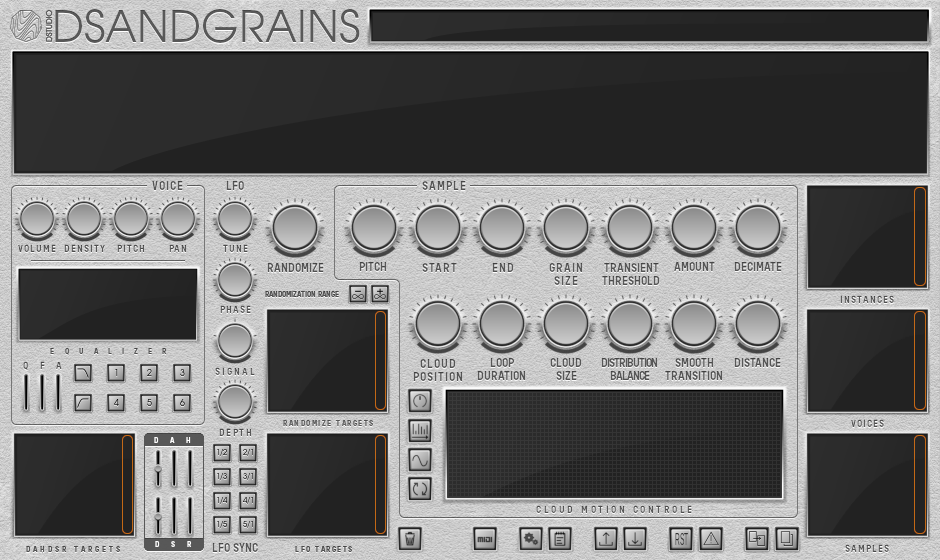 DSTUDIO DSANDGRAINS
VOICE LFO SAMPLE
VOLUME DENSITY PITCH PAN TUNE
RANDOMIZE PITCH START END GRAIN SIZE TRANSIENT THRESHOLD AMOUNT DECIMATE
RANDOMIZATION RANGE
PHASE
INSTANCES
EQUALIZER
Q F A
1 2 3
4 5 6
SIGNAL
DEPTH
CLOUD POSITION LOOP DURATION CLOUD SIZE DISTRIBUTION BALANCE SMOOTH TRANSITION DISTANCE
RANDOMIZE TARGETS
VOICES
D A H
D S R
1/2 2/1
1/3 3/1
1/4 4/1
1/5 5/1
CLOUD MOTION CONTROLE
DAHDSR TARGETS
LFO SYNC
LFO TARGETS
MIDI
RST
SAMPLES